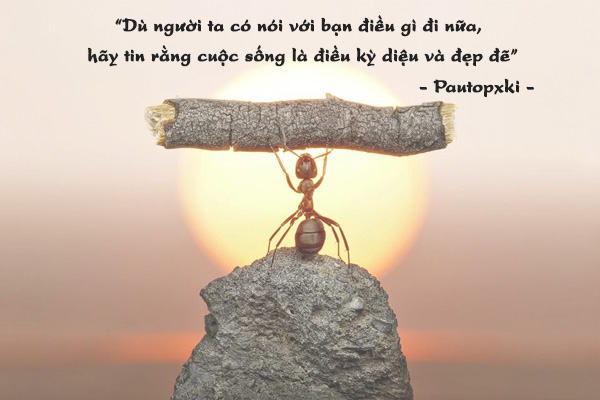 “Dù người ta có nói với bạn điều gì đi nữa,
hãy tin rằng cuộc sống là điều kỳ diệu và đẹp đẽ”
- Pautopxki -